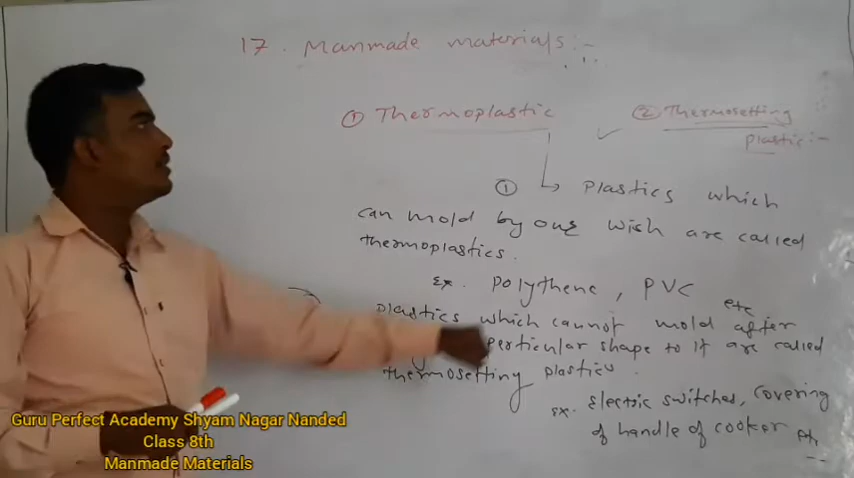 17. Manmade materials :-
① Thermoplastic
② Thermosetting
plastic :-
① Plastics which
can mold by our wish are called
thermoplastics.
Ex. Polythene, PVC
etc
plastics which cannot mold after
perticular shape to it are called
thermosetting plastics.
Ex. Electric switches, Covering
of handle of cooker etc
Guru Perfect Academy Shyam Nagar Nanded
Class 8th
Manmade Materials